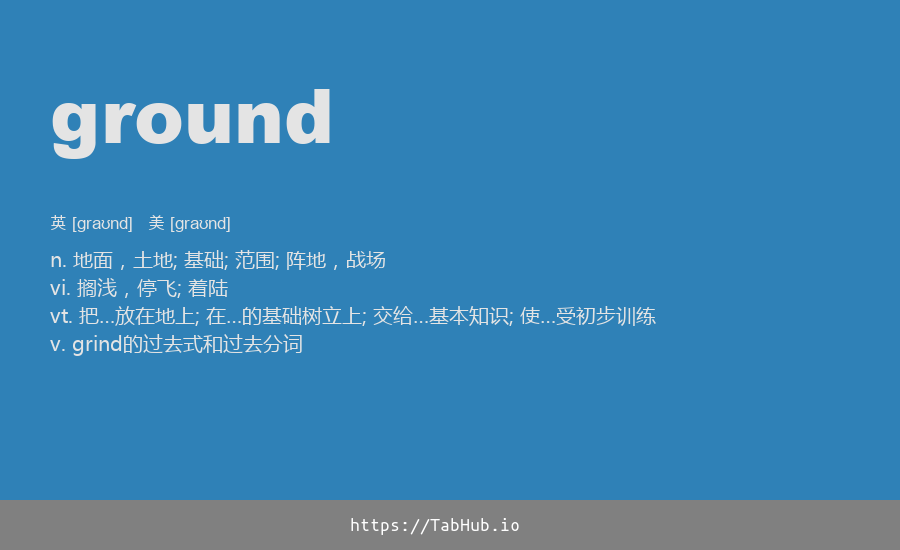 ground
英 [graʊnd] 美 [graʊnd]
n. 地面，土地; 基础; 范围; 阵地，战场
vi. 搁浅，停飞; 着陆
vt. 把…放在地上; 在…的基础树立上; 交给…基本知识; 使…受初步训练
v. grind的过去式和过去分词
https://TabHub.io